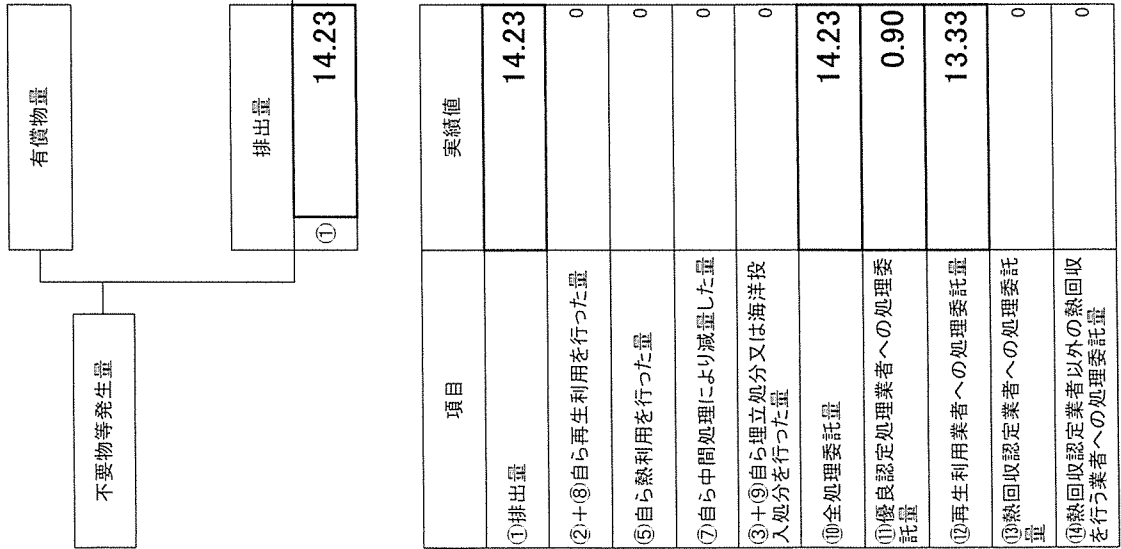 不要物等発生量
有償物量
排出量
① 14.23
項目 実績値
①排出量 14.23
②+⑧自ら再生利用を行った量 0
⑤自ら熱利用を行った量 0
⑦自ら中間処理により減量した量 0
③+⑨自ら埋立処分又は海洋投
入処分を行った量 0
⑩全処理委託量 14.23
⑪優良認定処理業者への処理委
託量 0.90
⑫再生利用業者への処理委託量 13.33
⑬熱回収認定業者への処理委託
量 0
⑭熱回収認定業者以外の熱回収
を行う業者への処理委託量 0